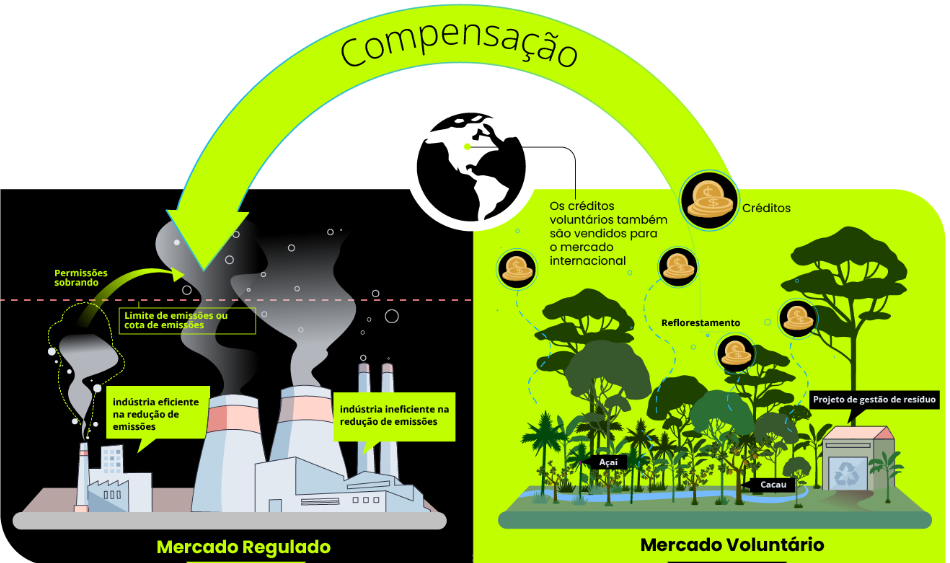 Compensação
Os créditos
voluntários também
são vendidos para
o mercado
internacional
Créditos
Permissões
sobrando
Limite de emissões ou
cota de emissões
Reflorestamento
indústria eficiente
na redução de
emissões
indústria ineficiente na
redução de emissões
Projeto de gestão de resíduo
Açaí
Cacau
Mercado Regulado
Mercado Voluntário